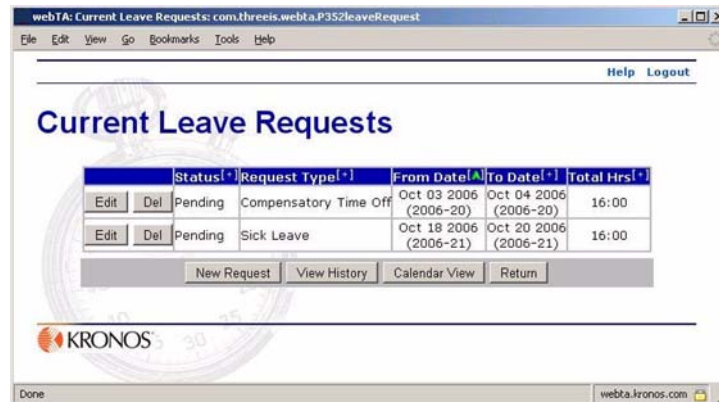 webTA: Current Leave Requests: com.threeis.webta.P352leaveRequest
File Edit View Go Bookmarks Tools Help
Help Logout
Current Leave Requests
Status[+] Request Type[+] From Date[^] To Date[+] Total Hrs[+]
Edit Del Pending Compensatory Time Off Oct 03 2006 (2006-20) Oct 04 2006 (2006-20) 16:00
Edit Del Pending Sick Leave Oct 18 2006 (2006-21) Oct 20 2006 (2006-21) 16:00
New Request View History Calendar View Return
KRONOS
Done webta.kronos.com